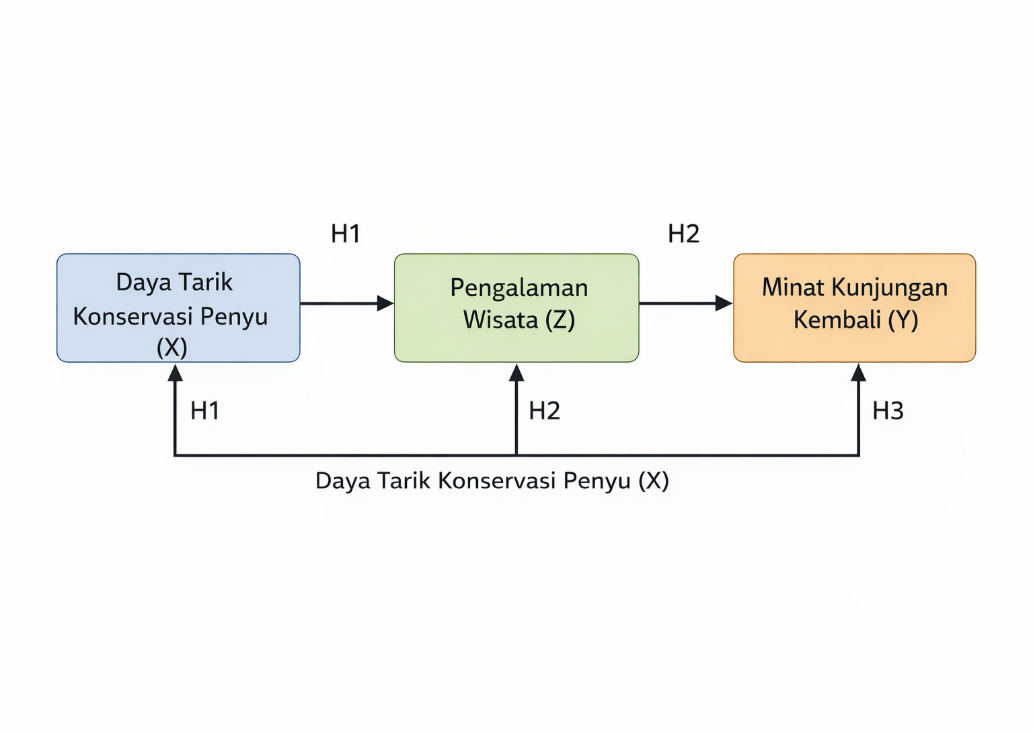 H1
H2
Daya Tarik
Konservasi Penyu
(X)
Pengalaman
Wisata (Z)
Minat Kunjungan
Kembali (Y)
H1
H2
H3
Daya Tarik Konservasi Penyu (X)